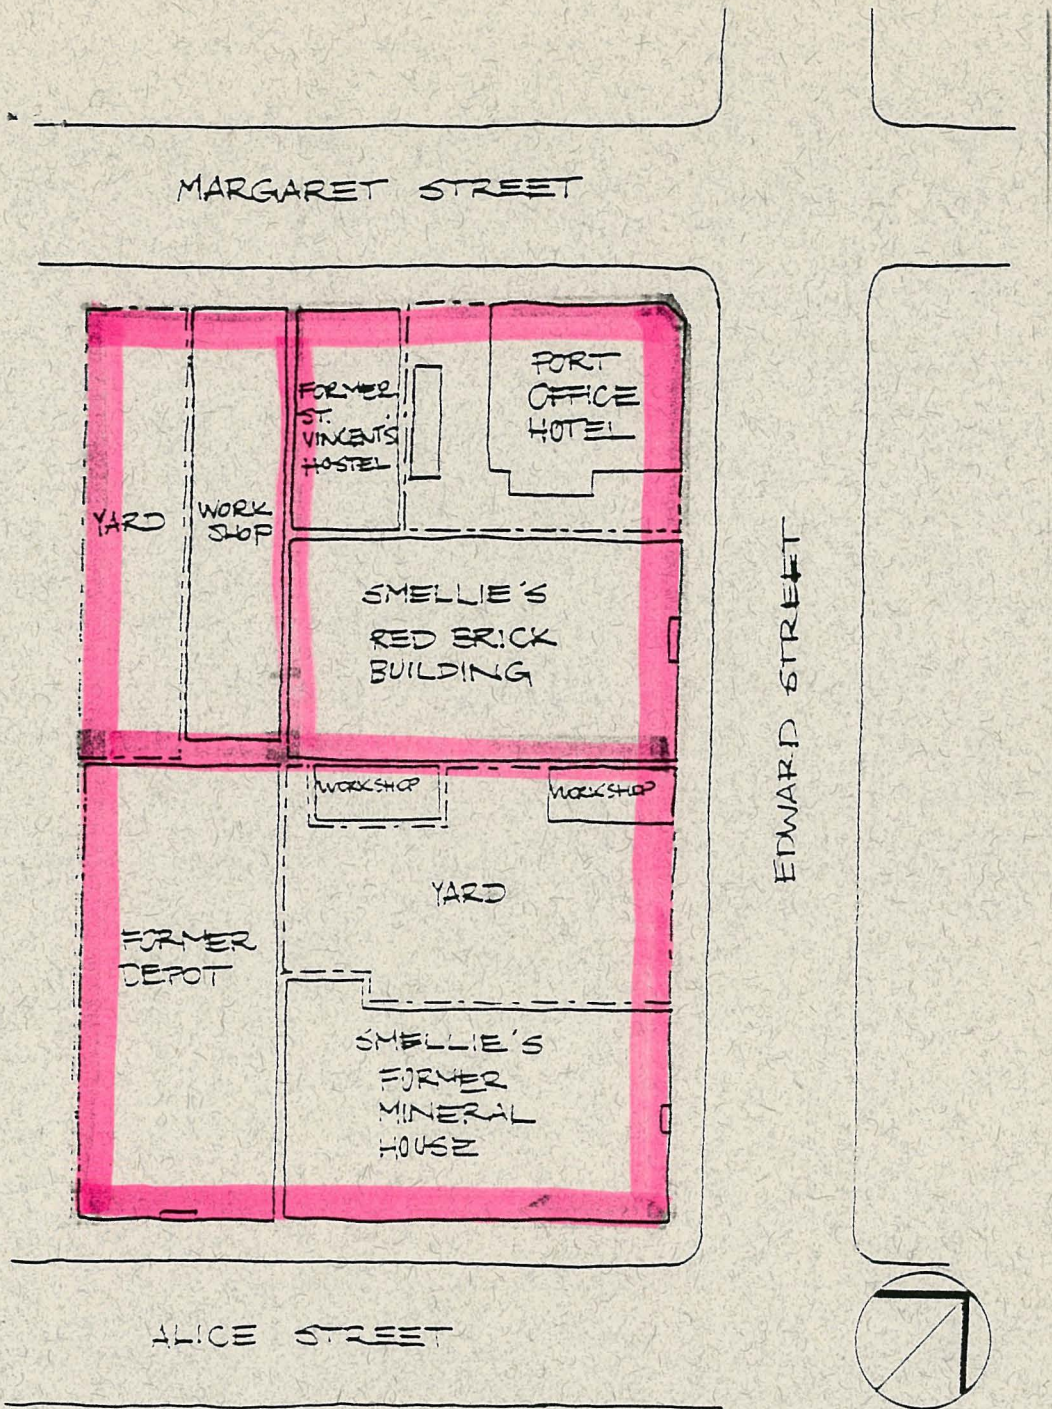 MARGARET STREET
PORT
OFFICE
HOTEL
FORMER
ST.
VINCENT'S
HOSTEL
YARD
WORK
SHOP
SMELLIE'S
RED BRICK
BUILDING
EDWARD STREET
WORKSHOP
WORKSHOP
YARD
FORMER
DEPOT
SMELLIE'S
FORMER
MINERAL
HOUSE
ALICE STREET